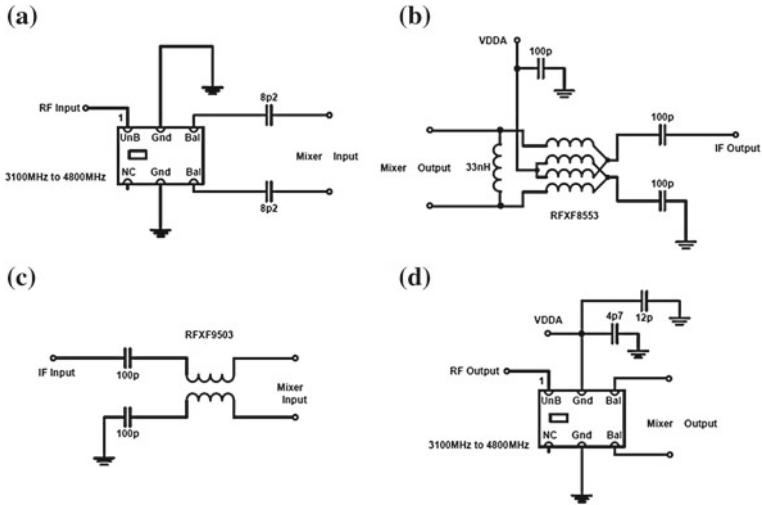 (a)
RF Input
1
UnB Gnd Bal
NC Gnd Bal
3100MHz to 4800MHz
8p2
Mixer Input
8p2
(b)
VDDA
100p
100p
IF Output
Mixer Output
33nH
RFXF8553
100p
(c)
RFXF9503
IF Input
100p
Mixer
Input
100p
(d)
VDDA
4p7
12p
RF Output
1
UnB Gnd Bal
NC Gnd Bal
3100MHz to 4800MHz
Mixer Output